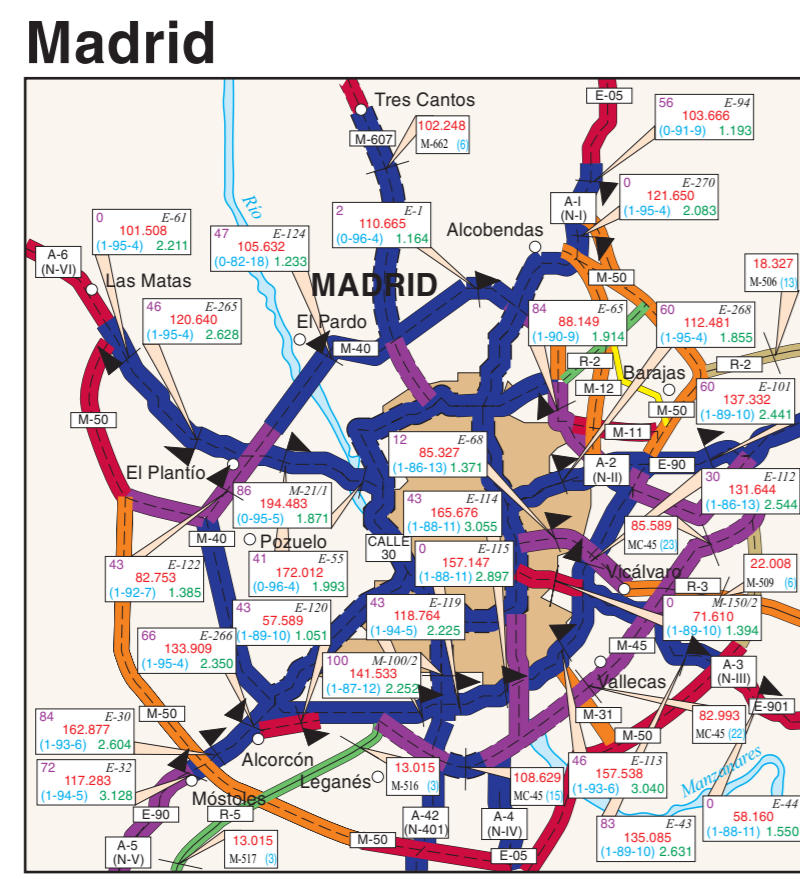 Madrid
Tres Cantos
E-05
56 E-94
103.666
(0-91-9) 1.193
M-607
102.248
M-662 (6)
0 E-270
121.650
(1-95-4) 2.083
A-I
(N-I)
Río
0 E-61
101.508
(1-95-4) 2.211
47 E-124
105.632
(0-82-18) 1.233
2 E-1
110.665
(0-96-4) 1.164
Alcobendas
A-6
(N-VI)
Las Matas
MADRID
M-50
18.327
M-506 (13)
46 E-265
120.640
(1-95-4) 2.628
El Pardo
M-40
84 E-65
88.149
(1-90-9) 1.914
60 E-268
112.481
(1-95-4) 1.855
R-2
R-2
Barajas
M-12
60 E-101
137.332
(1-89-10) 2.441
M-50
M-50
M-11
12 E-68
85.327
(1-86-13) 1.371
A-2
(N-II)
E-90
El Plantío
30 E-112
131.644
(1-86-13) 2.544
86 M-21/1
194.483
(0-95-5) 1.871
43 E-114
165.676
(1-88-11) 3.055
85.589
MC-45 (23)
M-40
Pozuelo
CALLE
30
0 E-115
157.147
(1-88-11) 2.897
43 E-122
82.753
(1-92-7) 1.385
41 E-55
172.012
(0-96-4) 1.993
Vicálvaro
R-3
22.008
M-509 (6)
43 E-120
57.589
(1-89-10) 1.051
43 E-119
118.764
(1-94-5) 2.225
0 M-150/2
71.610
(1-89-10) 1.394
66 E-266
133.909
(1-95-4) 2.350
M-45
100 M-100/2
141.533
(1-87-12) 2.252
A-3
(N-III)
Vallecas
E-901
M-50
M-31
84 E-30
162.877
(1-93-6) 2.604
82.993
MC-45 (22)
M-50
Alcorcón
72 E-32
117.283
(1-94-5) 3.128
Leganés
13.015
M-516 (3)
108.629
MC-45 (15)
46 E-113
157.538
(1-93-6) 3.040
Manzanares
Móstoles
E-90
R-5
A-42
(N-401)
A-4
(N-IV)
83 E-43
135.085
(1-89-10) 2.631
0 E-44
58.160
(1-88-11) 1.550
A-5
(N-V)
13.015
M-517 (3)
M-50
E-05